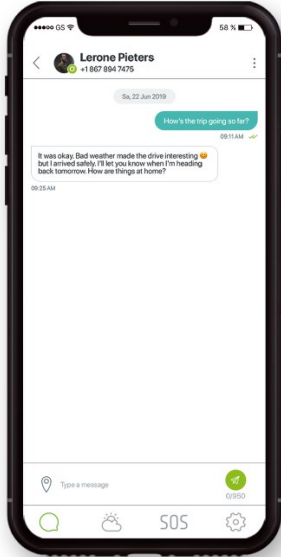 GS
58 %
Lerone Pieters
+1 867 894 7475
Sa, 22 Jun 2019
How's the trip going so far?
09:11 AM
It was okay. Bad weather made the drive interesting 😊
but I arrived safely. I'll let you know when I'm heading
back tomorrow. How are things at home?
09:25 AM
Type a message
0/950
SOS